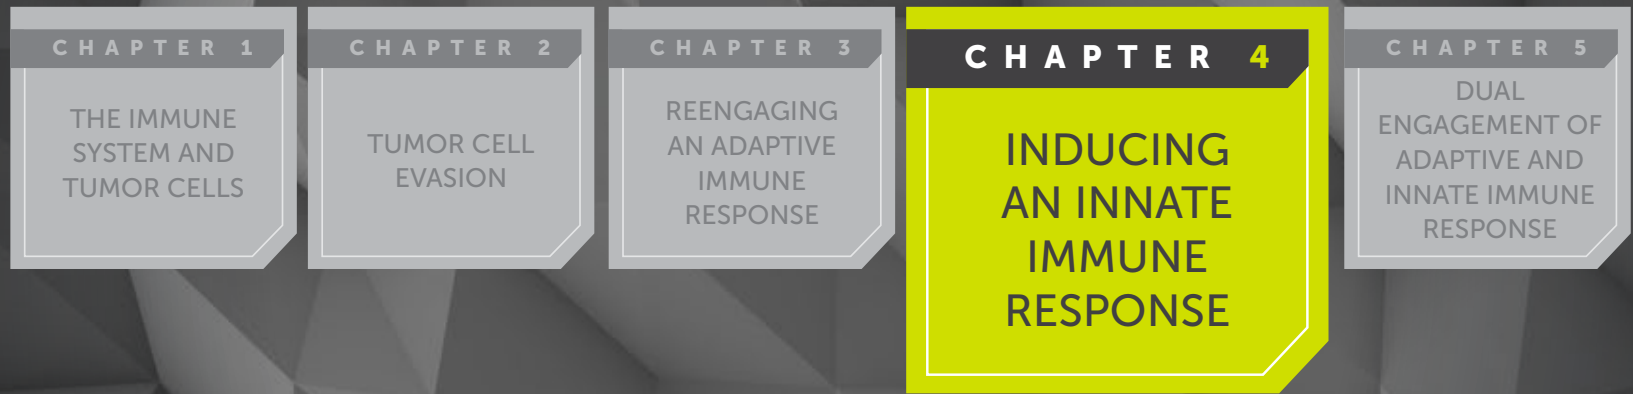 CHAPTER 1
THE IMMUNE
SYSTEM AND
TUMOR CELLS
CHAPTER 2
TUMOR CELL
EVASION
CHAPTER 3
REENGAGING
AN ADAPTIVE
IMMUNE
RESPONSE
CHAPTER 4
INDUCING
AN INNATE
IMMUNE
RESPONSE
CHAPTER 5
DUAL
ENGAGEMENT OF
ADAPTIVE AND
INNATE IMMUNE
RESPONSE